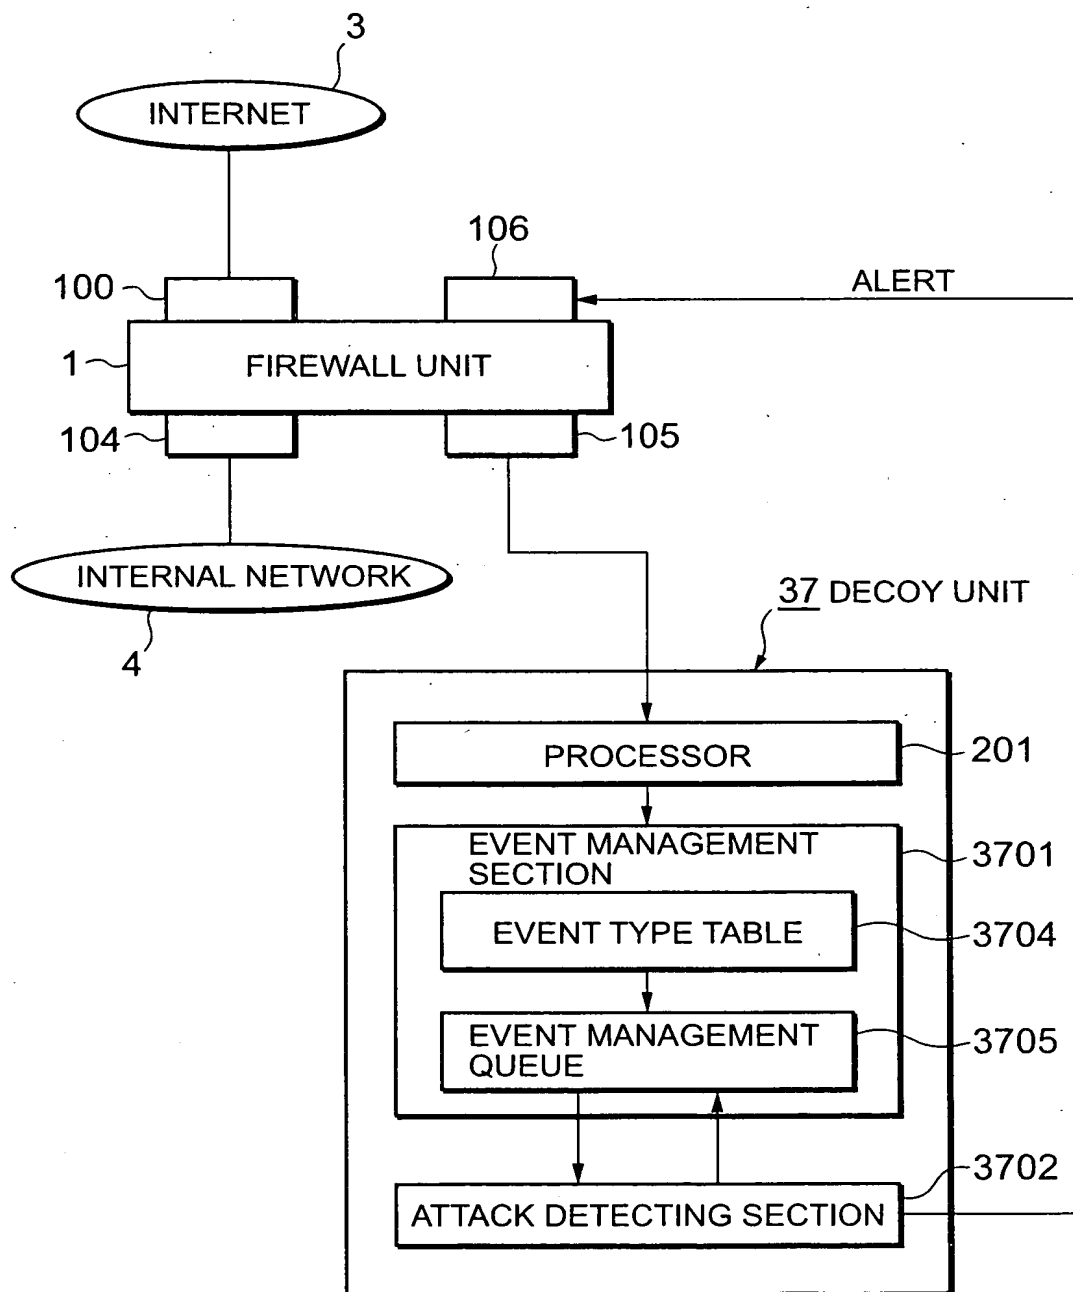 3
INTERNET
106
100
ALERT
1
FIREWALL UNIT
104
105
INTERNAL NETWORK
4
37 DECOY UNIT
PROCESSOR
201
EVENT MANAGEMENT
SECTION
3701
EVENT TYPE TABLE
3704
EVENT MANAGEMENT
QUEUE
3705
3702
ATTACK DETECTING SECTION